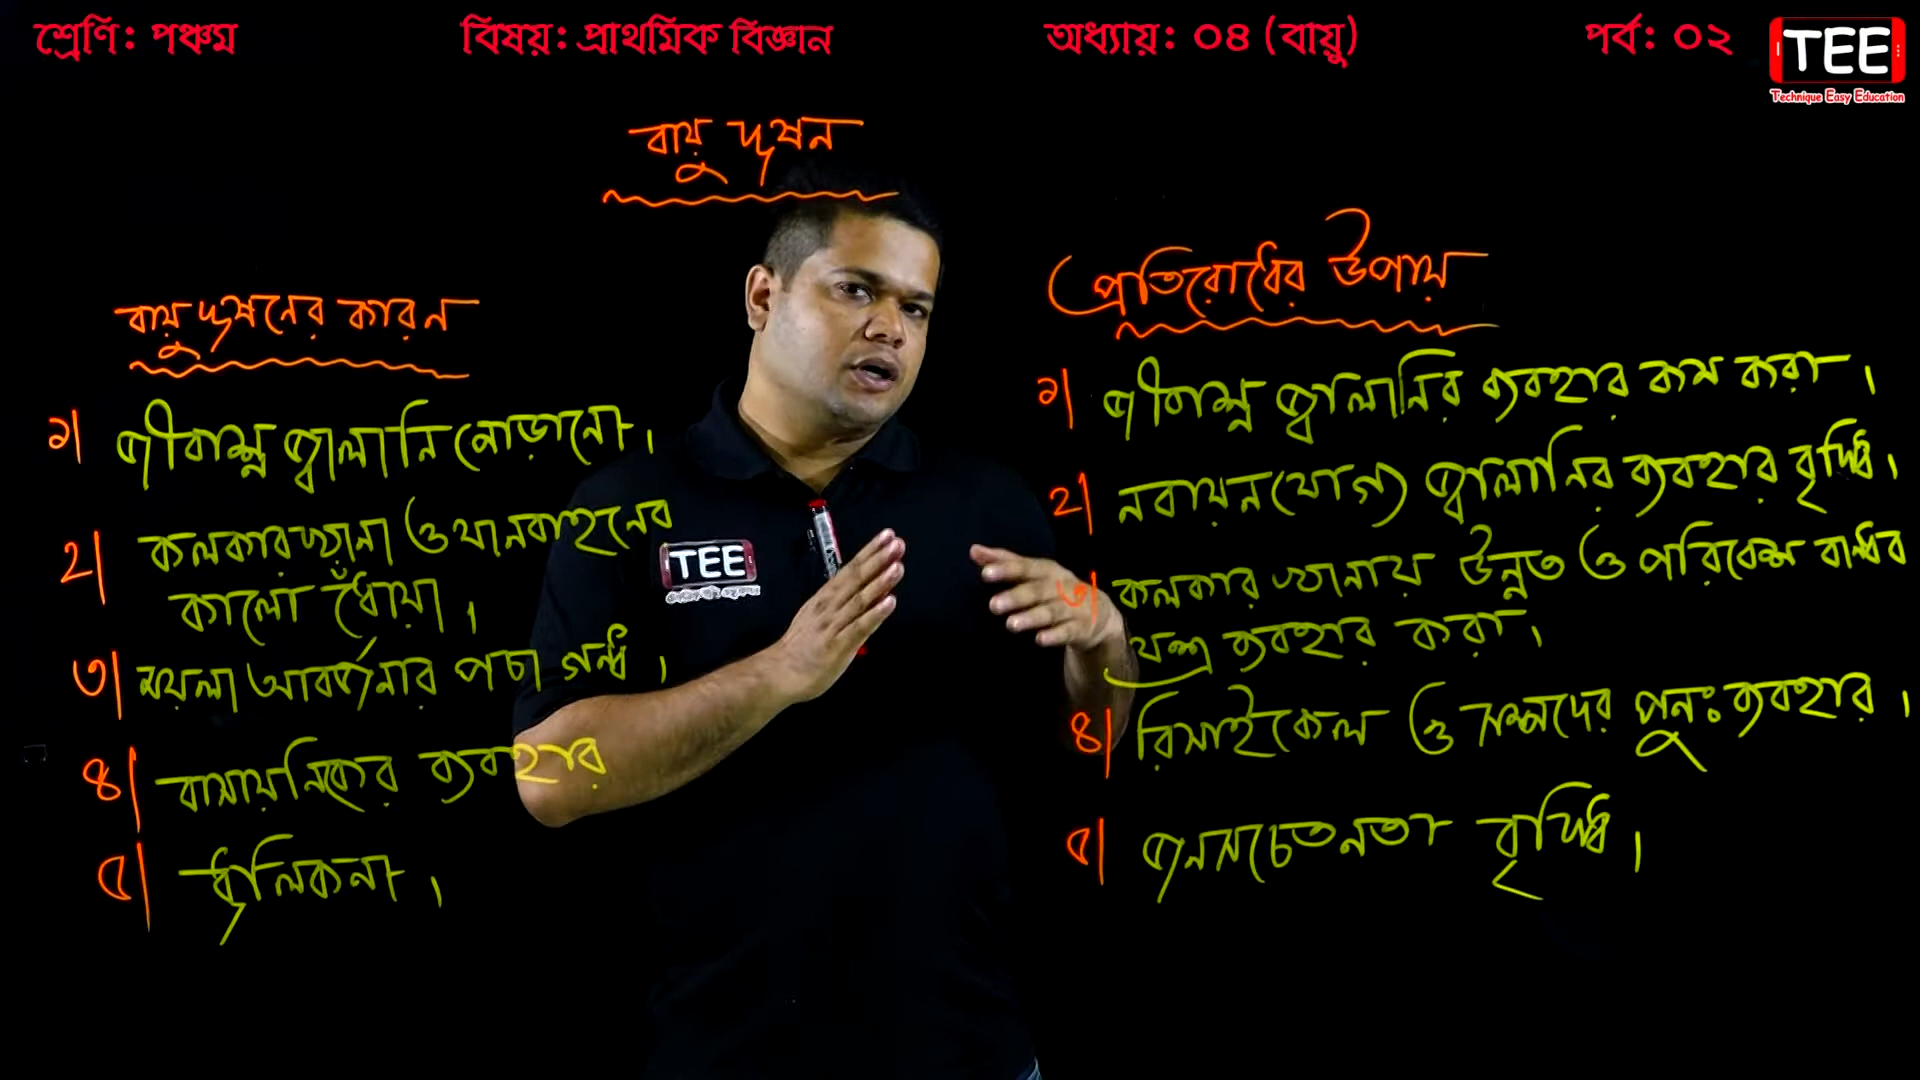 শ্রেণি: পঞ্চম
বিষয়: প্রাথমিক বিজ্ঞান
অধ্যায়: ০৪ (বায়ু)
পর্ব: ০২
TEE
Technique Easy Education
বায়ু দূষন
বায়ু দূষনের কারন
১| জীবাশ্ম জ্বালানি পোড়ানো।
২| কলকারখানা ও যানবাহনের
কালো ধোঁয়া।
৩| ময়লা আবর্জনার পচা গন্ধ।
৪| রাসায়নিকের ব্যবহার
৫| ধূলিকনা।
TEE
প্রতিরোধের উপায়
১| জীবাশ্ম জ্বালানির ব্যবহার কম করা।
২| নবায়নযোগ্য জ্বালানির ব্যবহার বৃদ্ধি।
৩| কলকারখানায় উন্নত ও পরিবেশ বান্ধব
যন্ত্র ব্যবহার করা।
৪| রিসাইকেল ও সম্পদের পুনঃব্যবহার।
৫| জনসচেতনতা বৃদ্ধি।